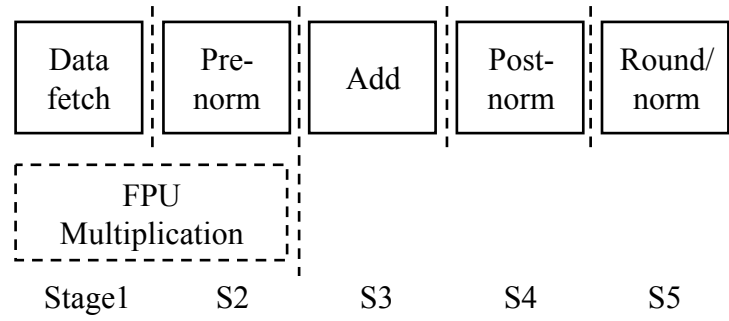 Data
fetch
Pre-
norm
Add
Post-
norm
Round/
norm
FPU
Multiplication
Stage1
S2
S3
S4
S5